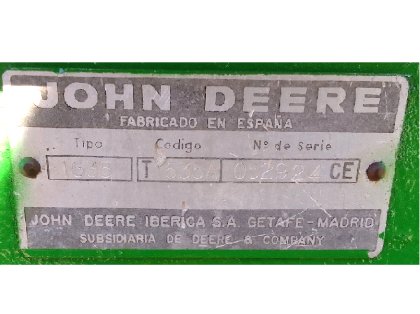 JOHN DEERE
FABRICADO EN ESPAÑA
Tipo Codigo Nº de Serie
T CE
JOHN DEERE IBERICA S.A. GETAFE-MADRID
SUBSIDIARIA DE DEERE & COMPANY